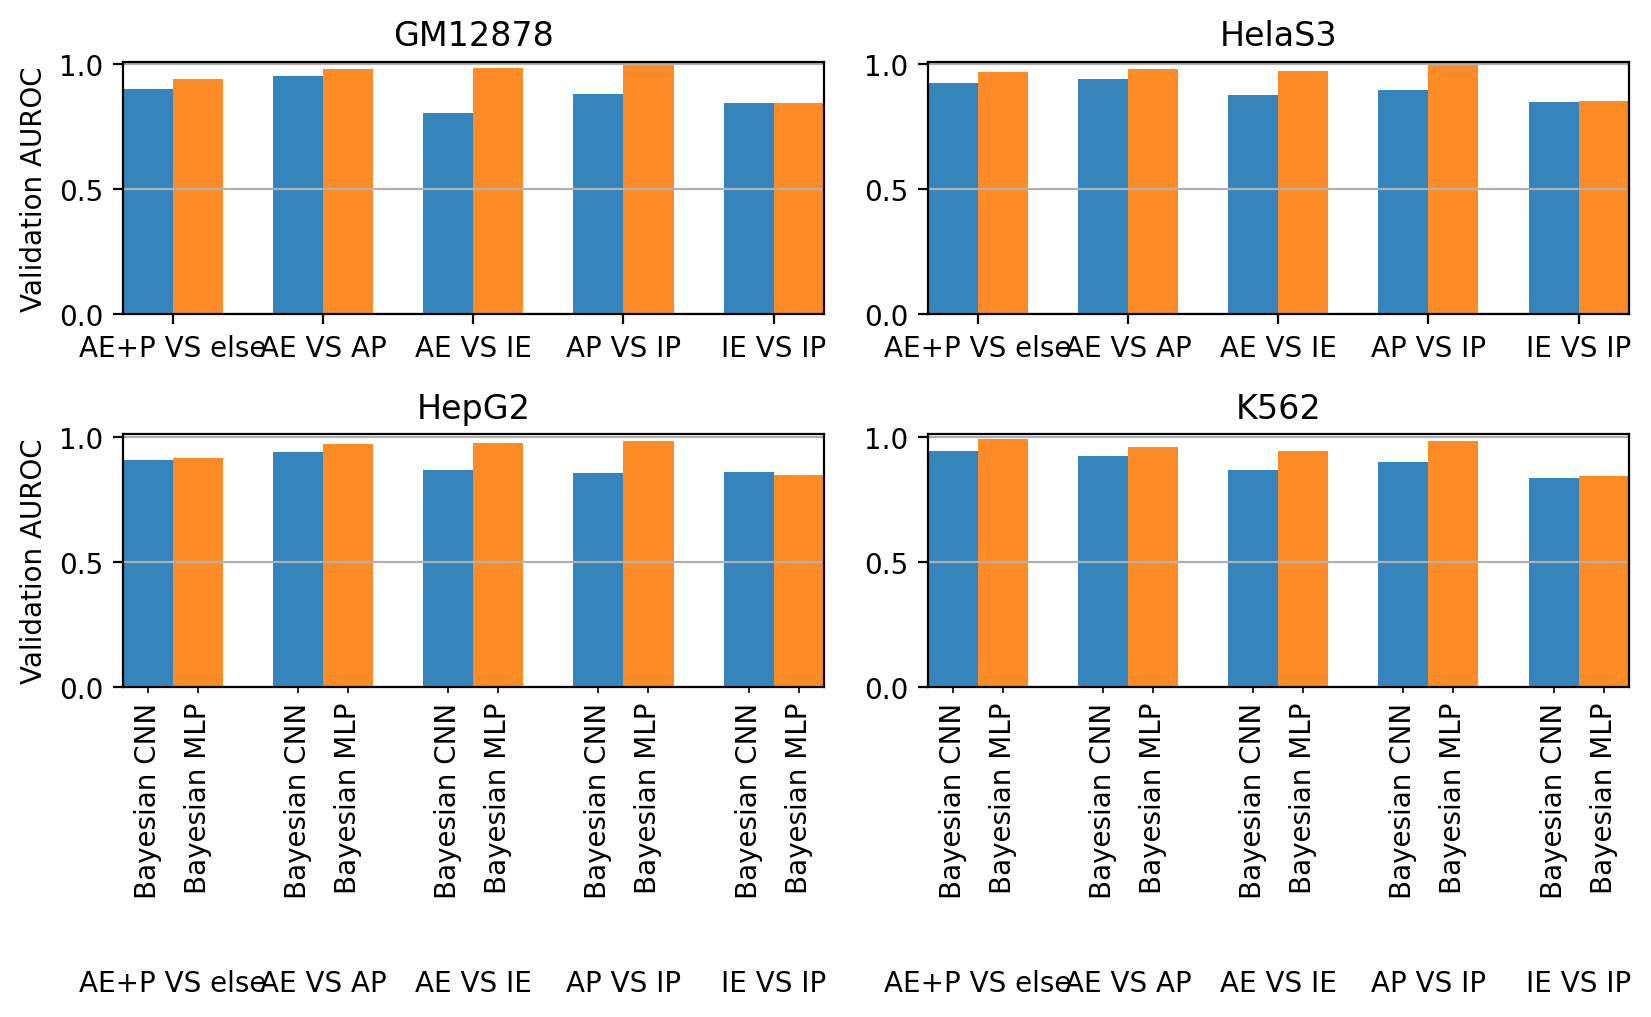 GM12878
HelaS3
1.0
0.5
0.0
Validation AUROC
AE+P VS else AE VS AP AE VS IE AP VS IP IE VS IP
1.0
0.5
0.0
AE+P VS else AE VS AP AE VS IE AP VS IP IE VS IP
HepG2
K562
1.0
0.5
0.0
Validation AUROC
Bayesian CNN
Bayesian MLP
Bayesian CNN
Bayesian MLP
Bayesian CNN
Bayesian MLP
Bayesian CNN
Bayesian MLP
Bayesian CNN
Bayesian MLP
AE+P VS else AE VS AP AE VS IE AP VS IP IE VS IP
1.0
0.5
0.0
Bayesian CNN
Bayesian MLP
Bayesian CNN
Bayesian MLP
Bayesian CNN
Bayesian MLP
Bayesian CNN
Bayesian MLP
Bayesian CNN
Bayesian MLP
AE+P VS else AE VS AP AE VS IE AP VS IP IE VS IP